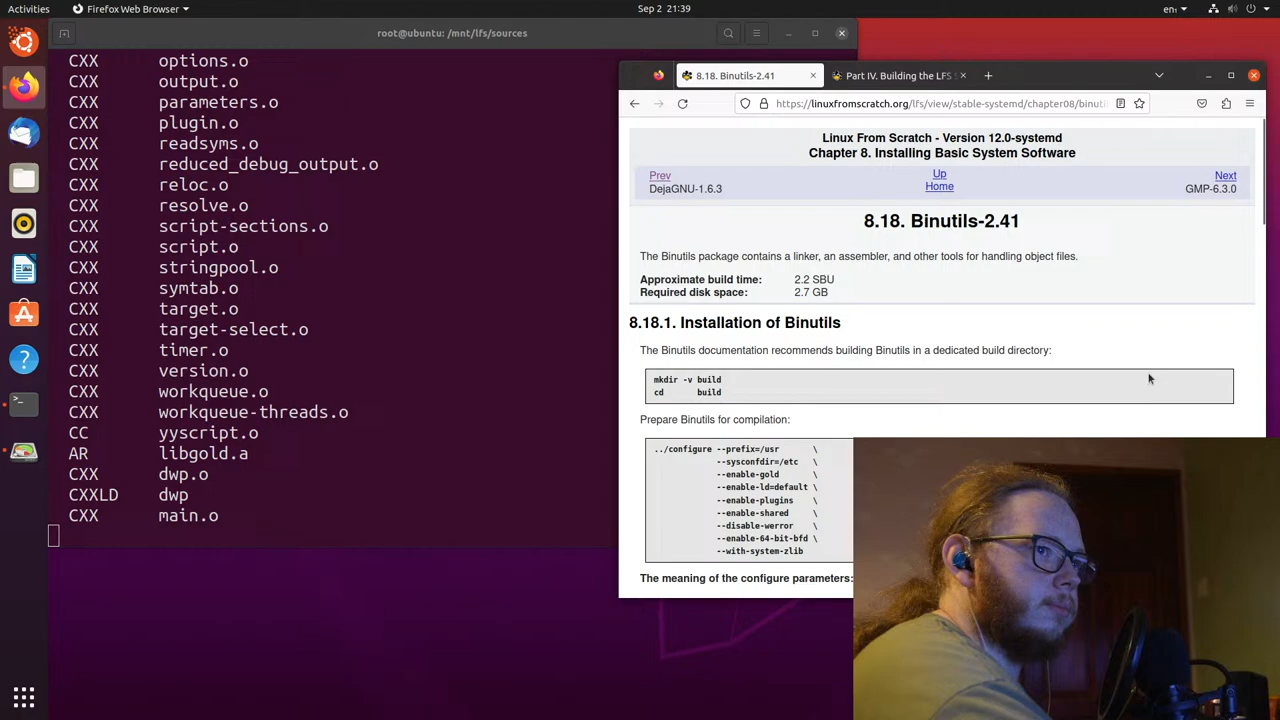 Activities
Firefox Web Browser
Sep 2 21:39
en₁
root@ubuntu: /mnt/lfs/sources
CXX options.o
CXX output.o
CXX parameters.o
CXX plugin.o
CXX readsyms.o
CXX reduced_debug_output.o
CXX reloc.o
CXX resolve.o
CXX script-sections.o
CXX script.o
CXX stringpool.o
CXX symtab.o
CXX target.o
CXX target-select.o
CXX timer.o
CXX version.o
CXX workqueue.o
CXX workqueue-threads.o
CC yyscript.o
AR libgold.a
CXX dwp.o
CXXLD dwp
CXX main.o
8.18. Binutils-2.41
Part IV. Building the LFS
https://linuxfromscratch.org/lfs/view/stable-systemd/chapter08/binuti
Linux From Scratch - Version 12.0-systemd
Chapter 8. Installing Basic System Software
Prev
Up
Next
DejaGNU-1.6.3
Home
GMP-6.3.0
8.18. Binutils-2.41
The Binutils package contains a linker, an assembler, and other tools for handling object files.
Approximate build time: 2.2 SBU
Required disk space: 2.7 GB
8.18.1. Installation of Binutils
The Binutils documentation recommends building Binutils in a dedicated build directory:
mkdir -v build
cd build
Prepare Binutils for compilation:
../configure --prefix=/usr \
--sysconfdir=/etc \
--enable-gold \
--enable-ld=default \
--enable-plugins \
--enable-shared \
--disable-werror \
--enable-64-bit-bfd \
--with-system-zlib
The meaning of the configure parameters: